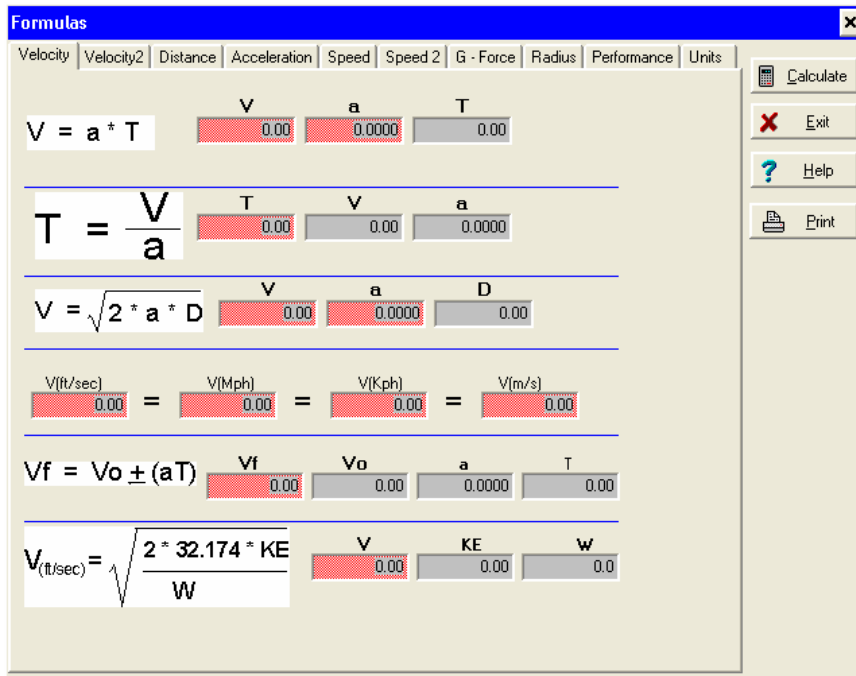 Formulas
Velocity Velocity2 Distance Acceleration Speed Speed 2 G - Force Radius Performance Units
Calculate
Exit
Help
Print
V a T
V = a * T 0.00 0.0000 0.00
T V a
T = V / a 0.00 0.00 0.0000
V a D
V = √2 * a * D 0.00 0.0000 0.00
V(ft/sec) V(Mph) V(Kph) V(m/s)
0.00 = 0.00 = 0.00 = 0.00
Vf Vo a T
Vf = Vo ± (aT) 0.00 0.00 0.0000 0.00
V KE W
V(ft/sec) = √2 * 32.174 * KE / W 0.00 0.00 0.0